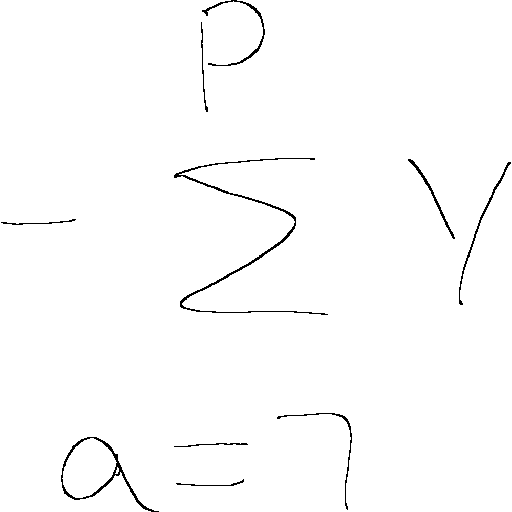 p
- ∑ y
a = 7